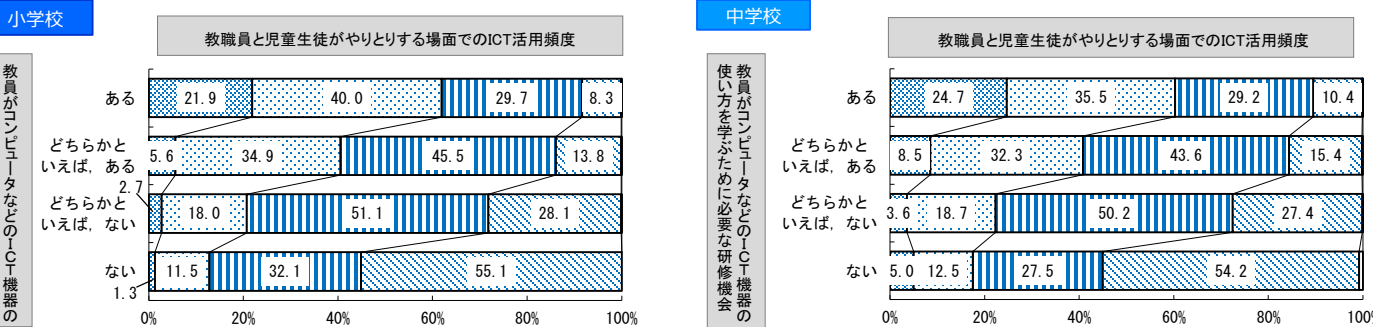 小学校
教職員と児童生徒がやりとりする場面でのICT活用頻度
教員がコンピュータなどのICT機器の
ある
21.9
40.0
29.7
8.3
どちらかと
いえば，ある
5.6
34.9
45.5
13.8
2.7
どちらかと
いえば，ない
18.0
51.1
28.1
ない
1.3
11.5
32.1
55.1
0%
20%
40%
60%
80%
100%
中学校
教職員と児童生徒がやりとりする場面でのICT活用頻度
教員がコンピュータなどのICT機器の
使い方を学ぶために必要な研修機会
ある
24.7
35.5
29.2
10.4
どちらかと
いえば，ある
8.5
32.3
43.6
15.4
どちらかと
いえば，ない
3.6
18.7
50.2
27.4
ない
5.0
12.5
27.5
54.2
0%
20%
40%
60%
80%
100%